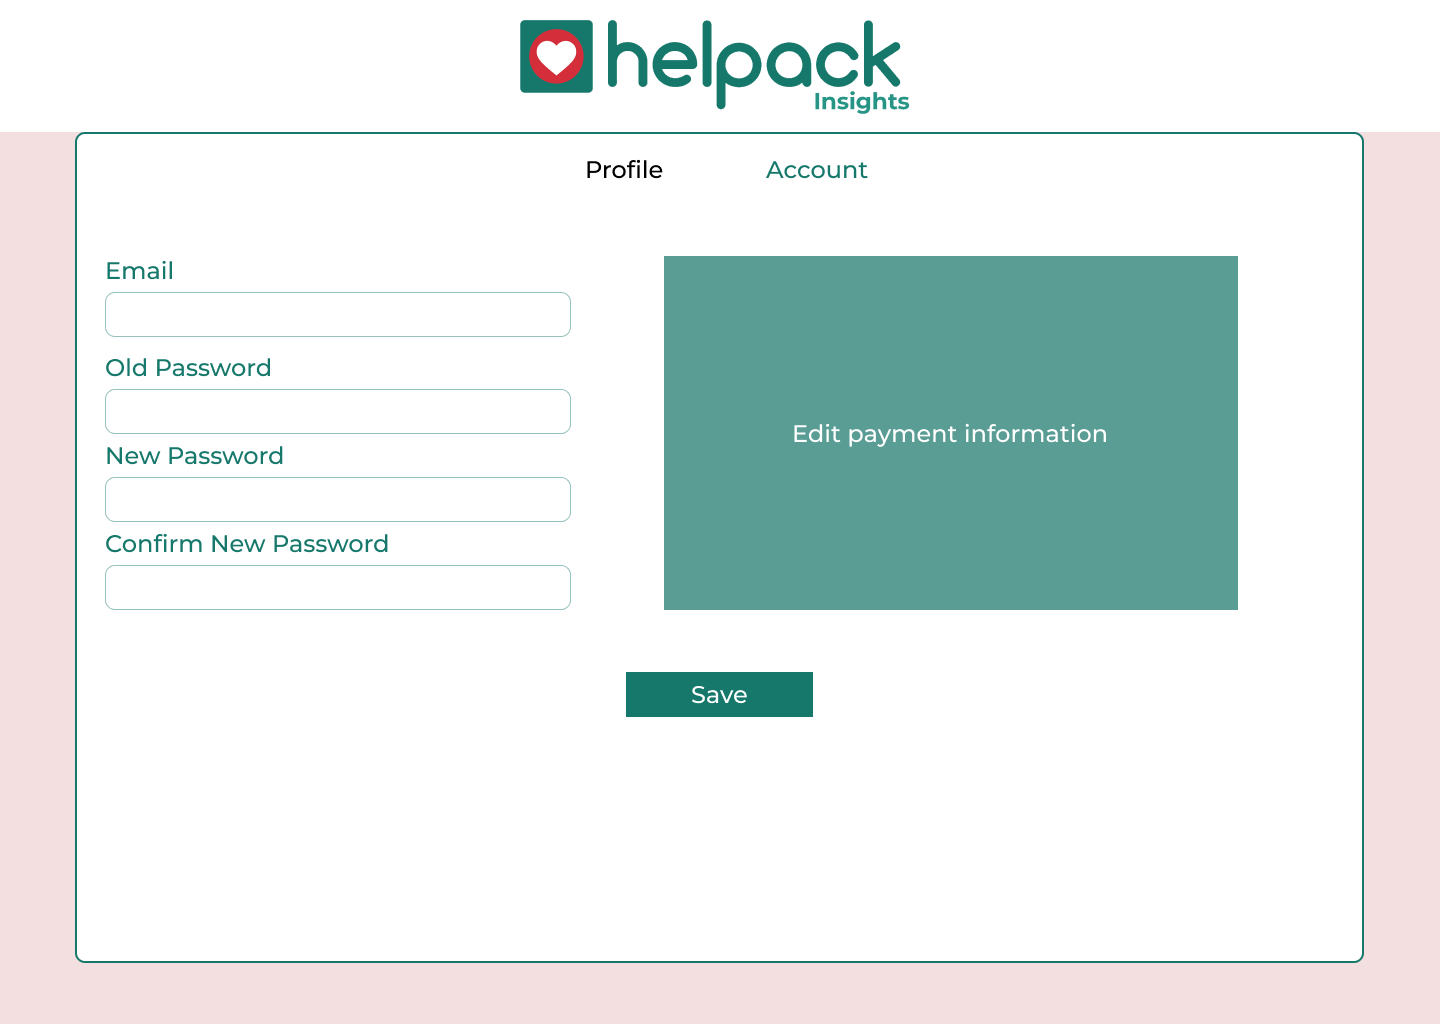 helpack
Insights
Profile
Account
Email
Old Password
New Password
Confirm New Password
Edit payment information
Save